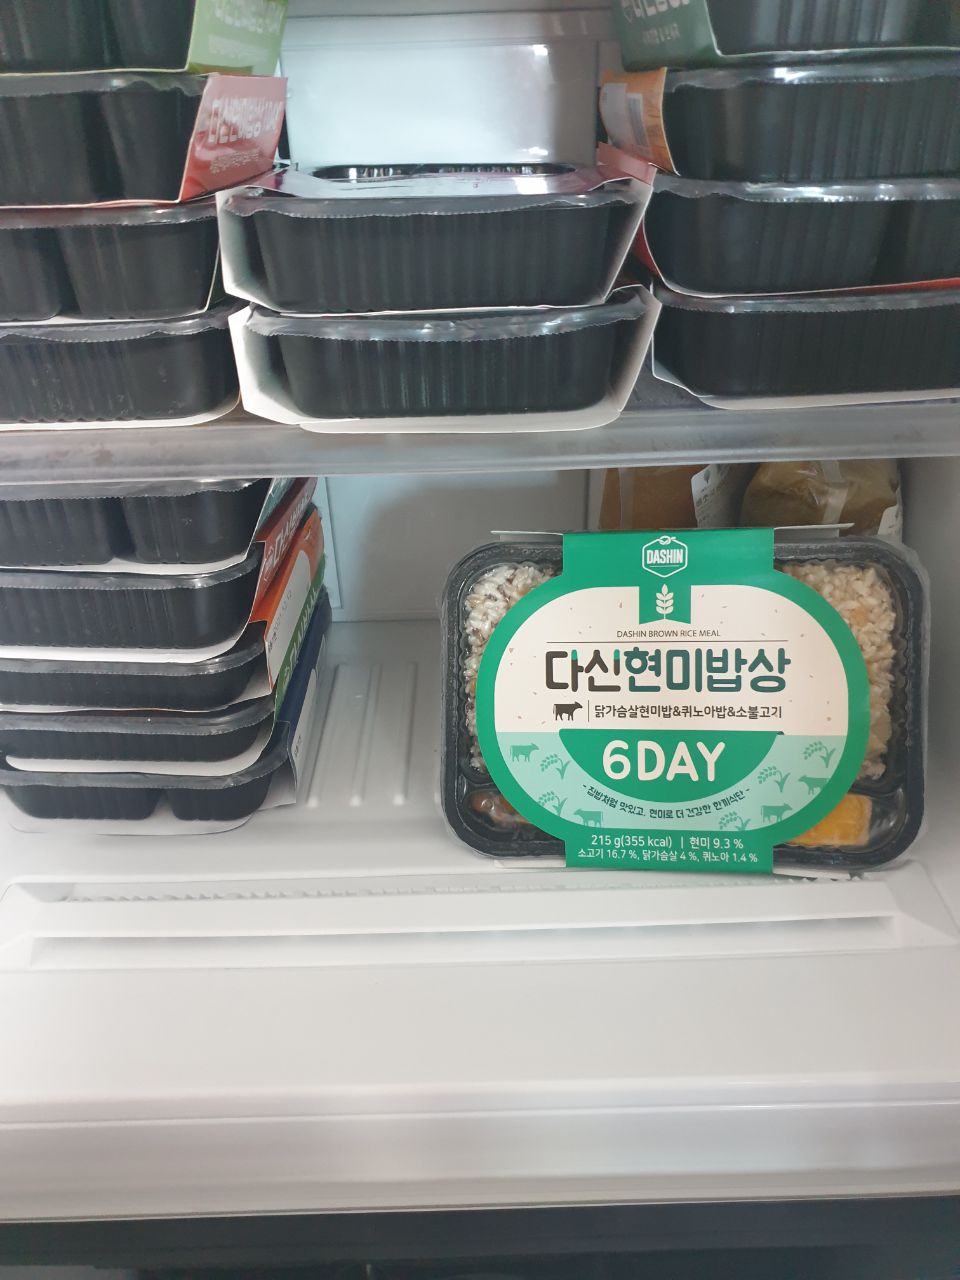 DASHIN
DASHIN BROWN RICE MEAL
다신현미밥상
닭가슴살현미밥&퀴노아밥&소불고기
6DAY
- 집밥처럼 맛있고, 현미로 더 건강한 한끼식단 -
215 g(355 kcal) | 현미 9.3 %
소고기 16.7 %, 닭가슴살 4 %, 퀴노아 1.4 %